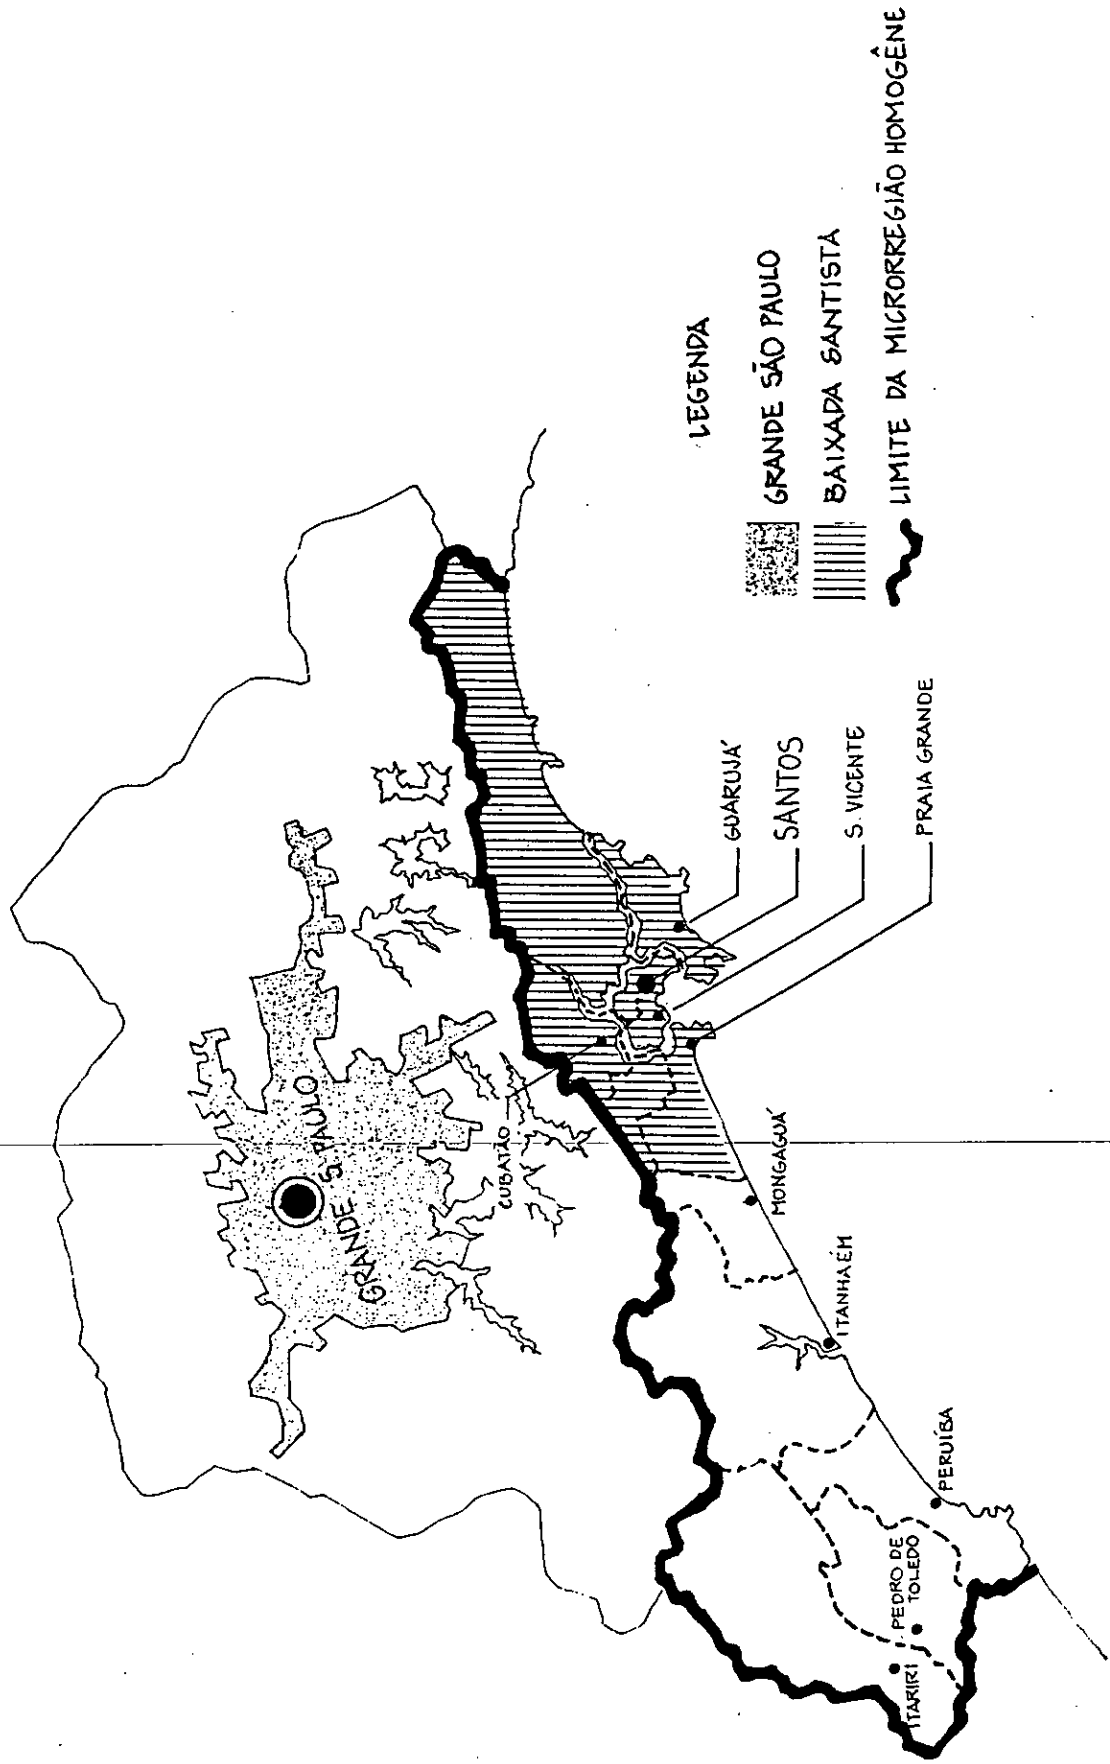 GRANDE S. PAULO
CUBATÃO
GUARUJÁ
SANTOS
S. VICENTE
PRAIA GRANDE
MONGAGUÁ
ITANHAÉM
PERUÍBA
PEDRO DE
TOLEDO
ITARIRI
LEGENDA
GRANDE SÃO PAULO
BAIXADA SANTISTA
LIMITE DA MICRORREGIÃO HOMOGÊNE